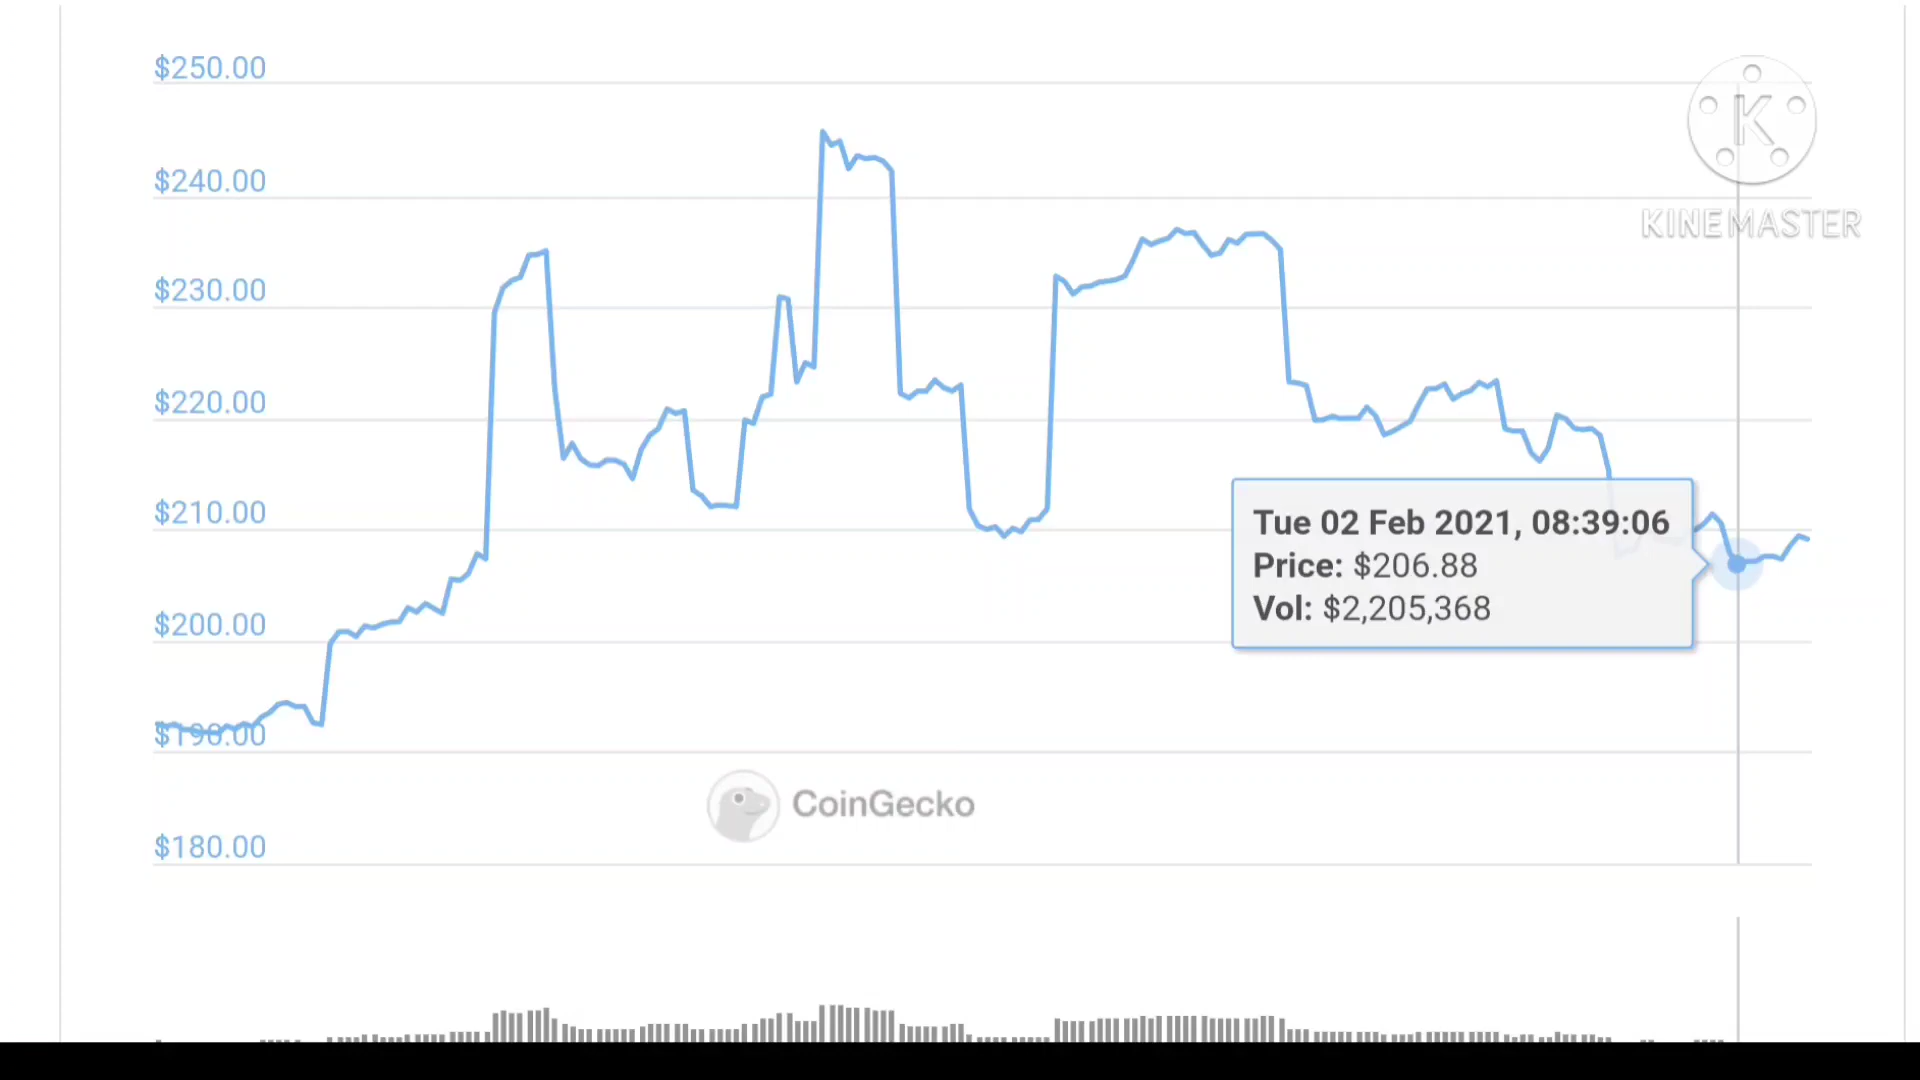 $250.00
$240.00
$230.00
$220.00
$210.00
$200.00
$190.00
$180.00
K
KINEMASTER
Tue 02 Feb 2021, 08:39:06
Price: $206.88
Vol: $2,205,368
CoinGecko